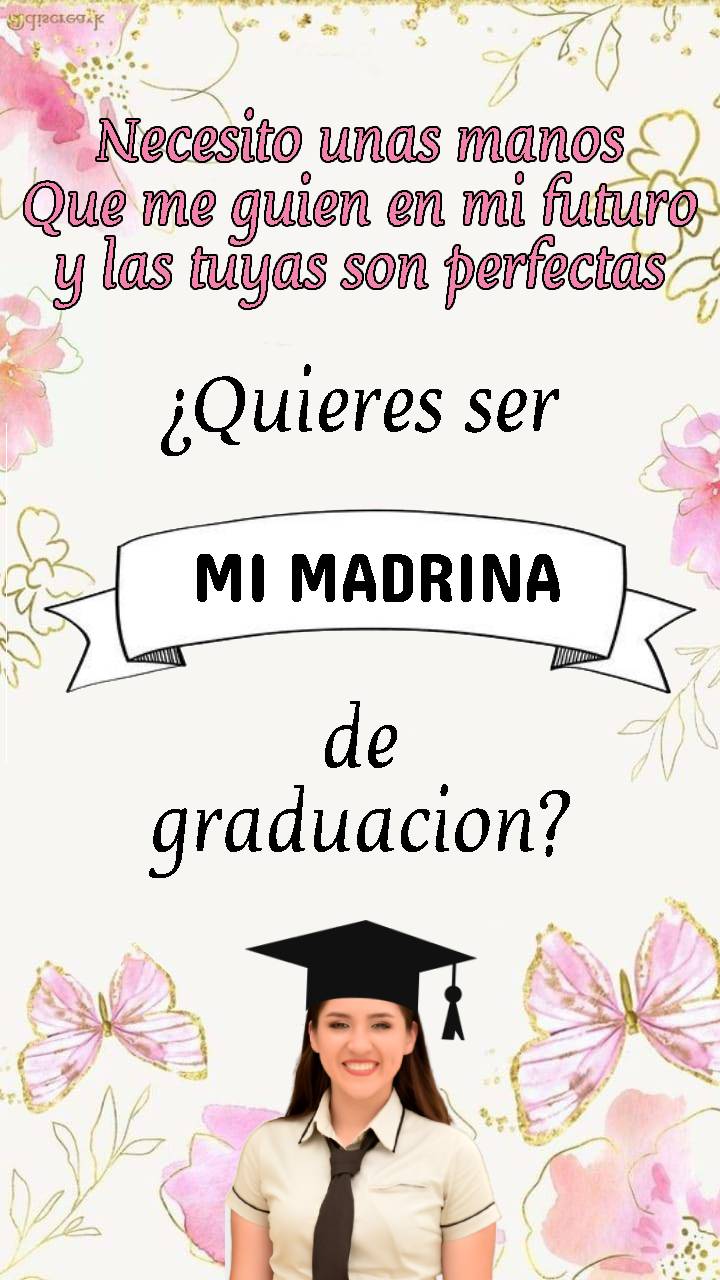 @discreayk
Necesito unas manos
Que me guien en mi futuro
y las tuyas son perfectas
¿Quieres ser
MI MADRINA
de
graduacion?